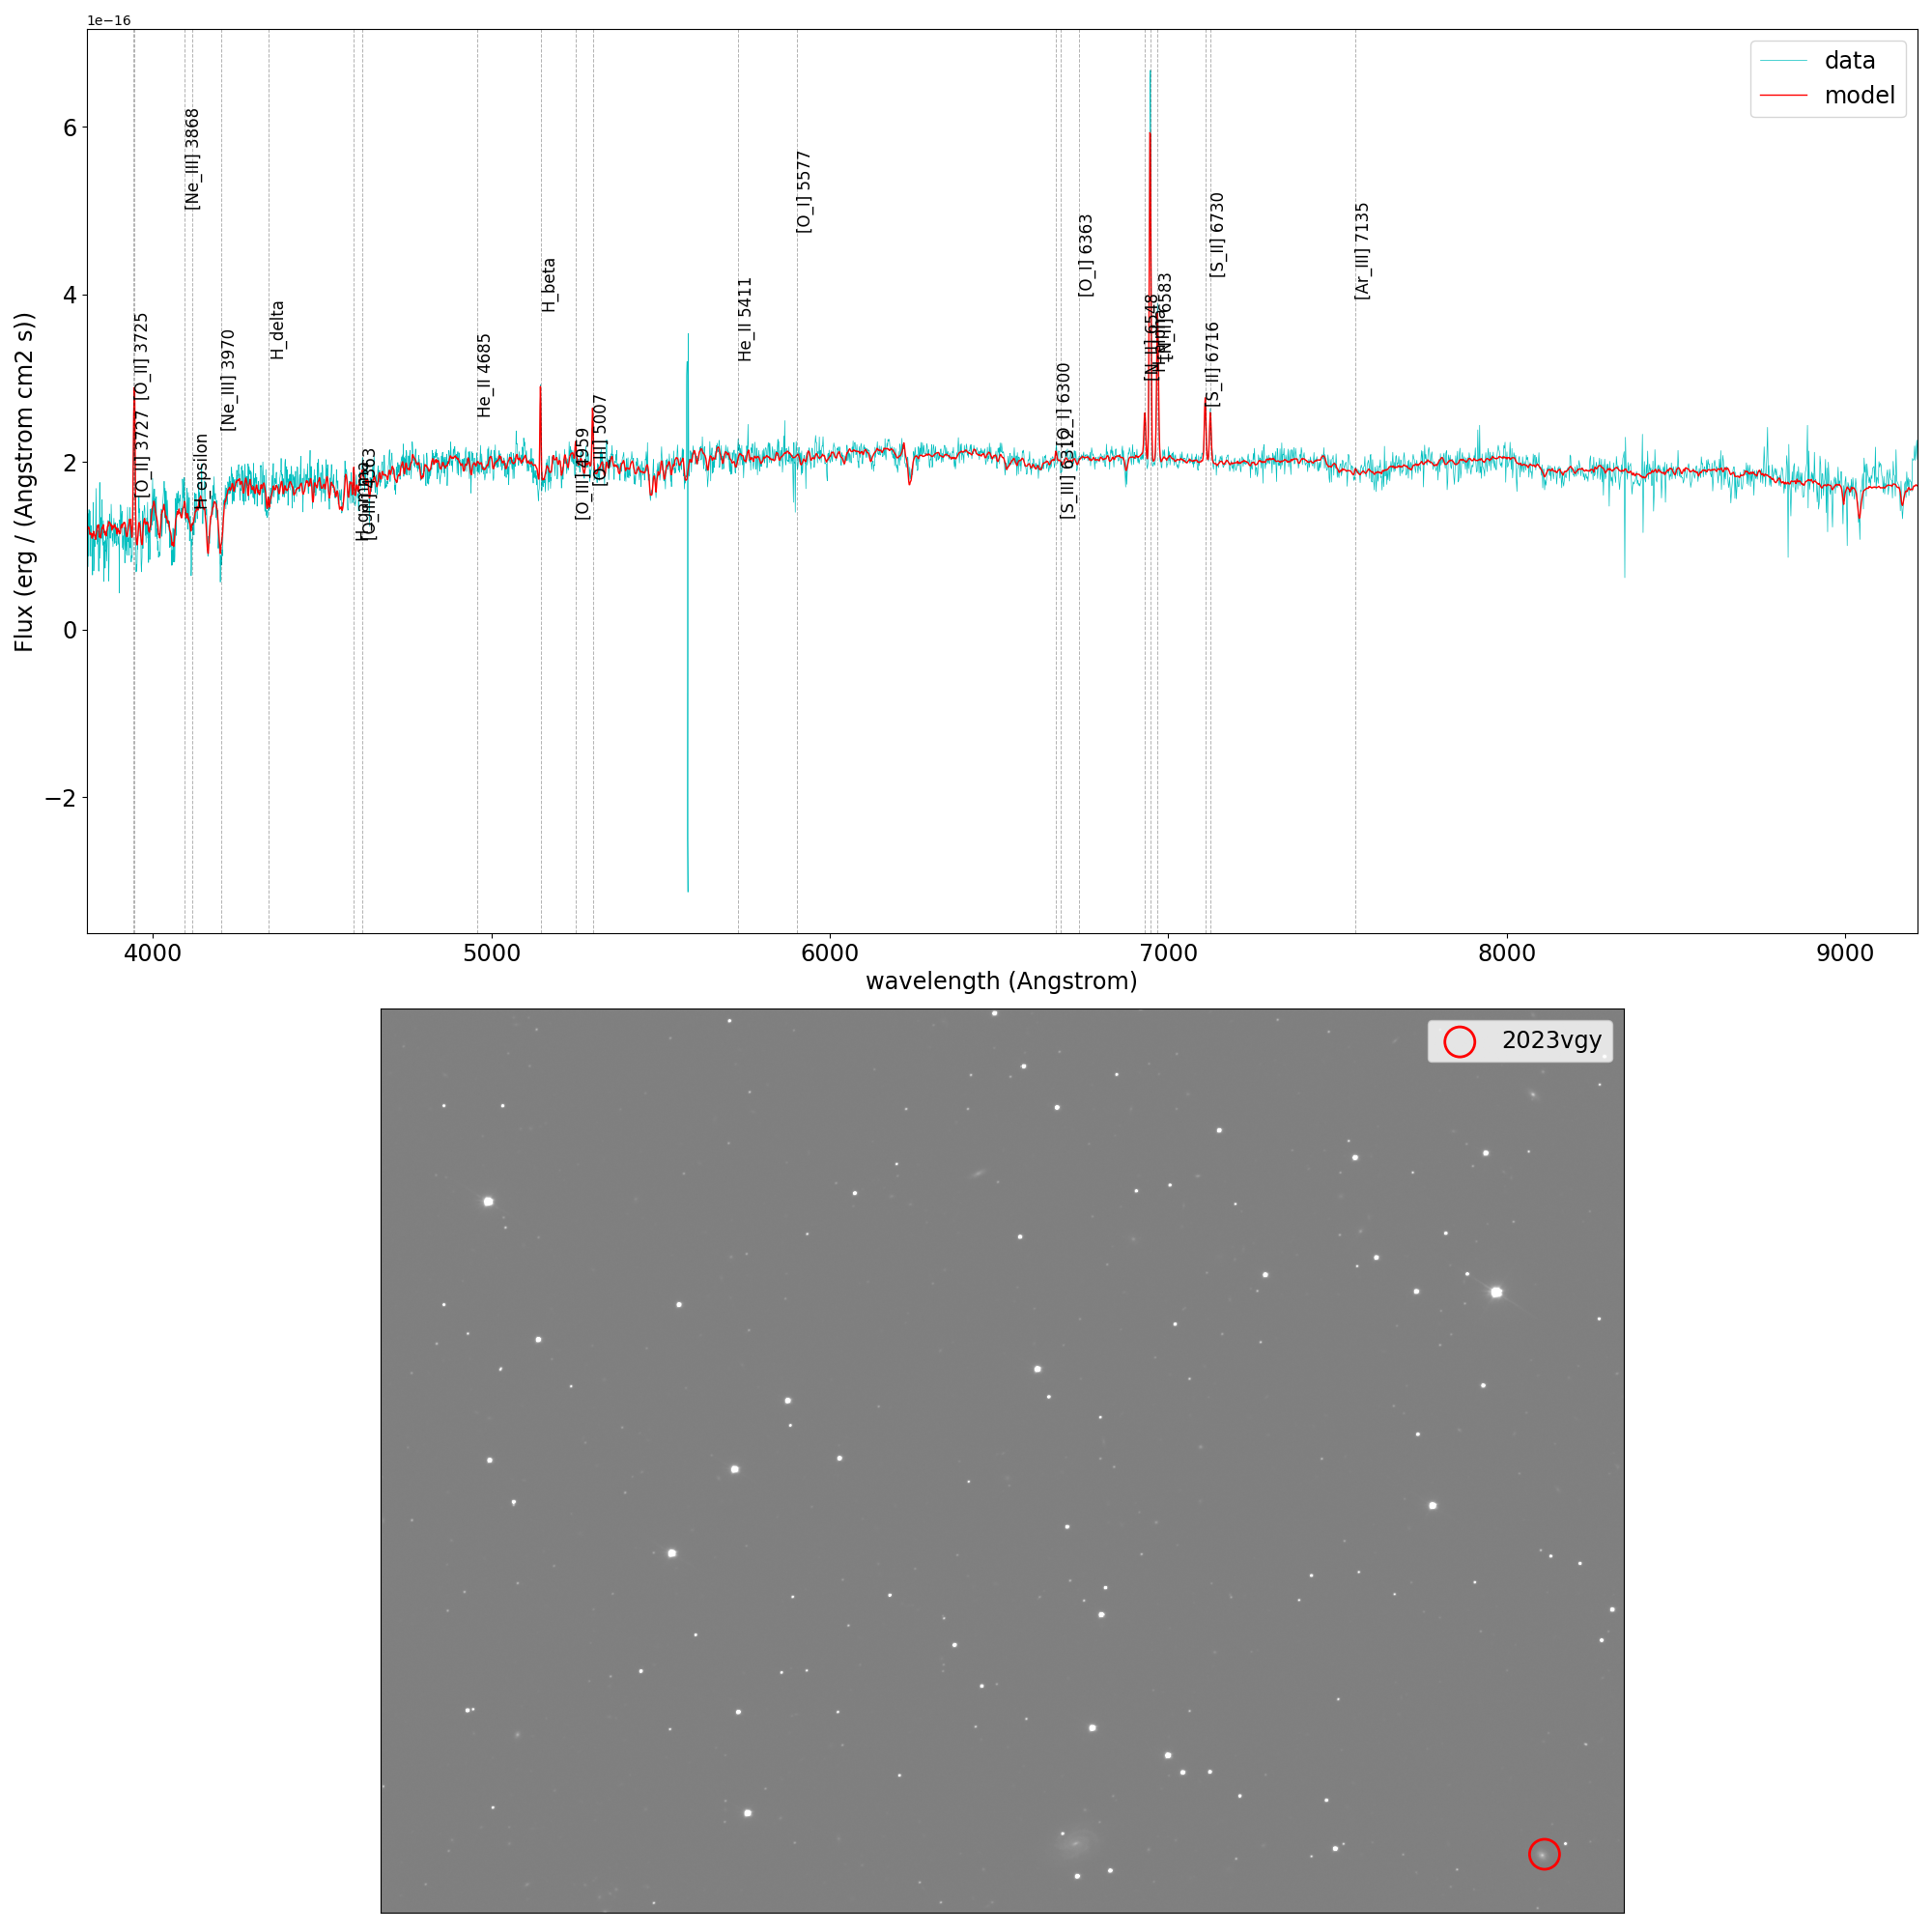 1e−16
data
model
[Ne_III] 3868
[O_I] 5577
[O_I] 6363
[S_II] 6730
[Ar_III] 7135
H_beta
He_II 5411
H_delta
[O_II] 3725
[Ne_III] 3970
He_II 4685
[N_II] 6548
[N_II] 6583
[S_II] 6716
[O_I] 6300
[O_II] 3727
H_epsilon
[O_III] 4959
[O_III] 5007
[S_III] 6312
6
4
2
0
−2
Flux (erg / (Angstrom cm2 s))
4000 5000 6000 7000 8000 9000
wavelength (Angstrom)
2023vgy